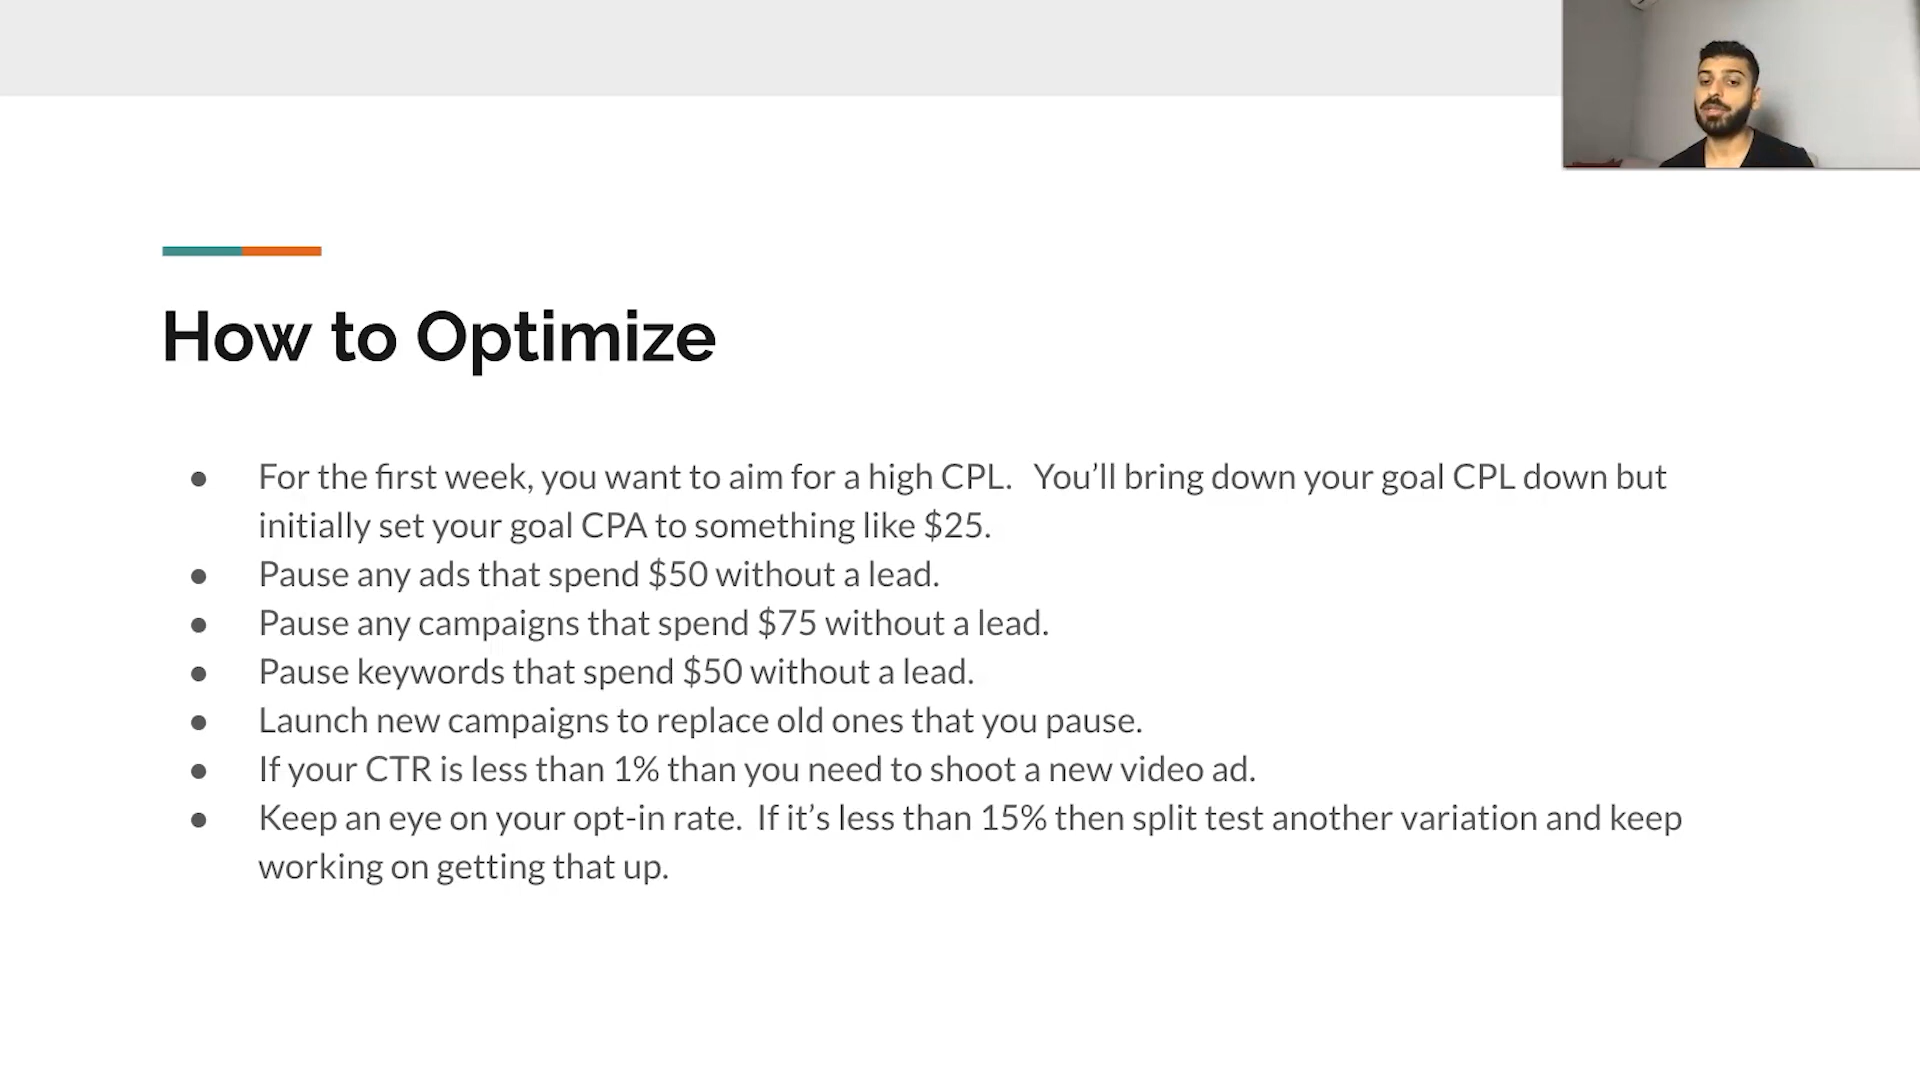 How to Optimize
● For the first week, you want to aim for a high CPL. You'll bring down your goal CPL down but
initially set your goal CPA to something like $25.
● Pause any ads that spend $50 without a lead.
● Pause any campaigns that spend $75 without a lead.
● Pause keywords that spend $50 without a lead.
● Launch new campaigns to replace old ones that you pause.
● If your CTR is less than 1% than you need to shoot a new video ad.
● Keep an eye on your opt-in rate. If it's less than 15% then split test another variation and keep
working on getting that up.